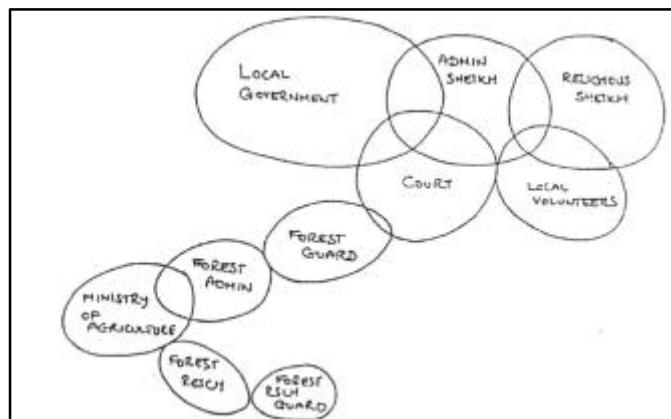 LOCAL
GOVERNMENT
ADMIN
SHEIKH
RELIGIOUS
SHEIKH
COURT
LOCAL
VOLUNTEERS
FOREST
GUARD
FOREST
ADMIN
MINISTRY
OF
AGRICULTURE
FOREST
RESCH
FOREST
RSCH
GUARD